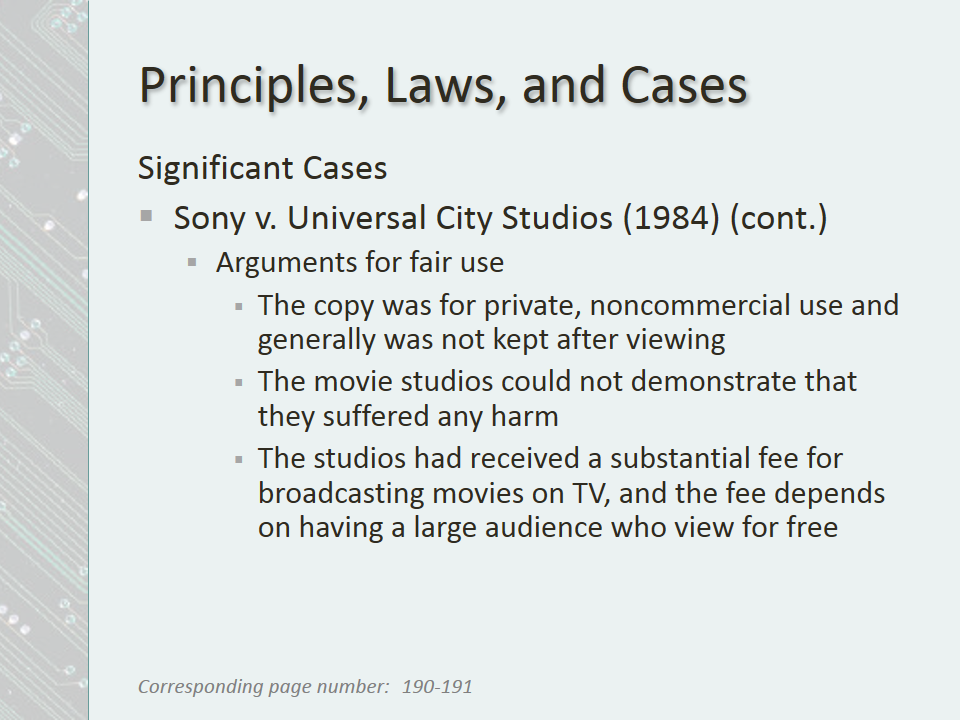 Principles, Laws, and Cases
Significant Cases
Sony v. Universal City Studios (1984) (cont.)
Arguments for fair use
The copy was for private, noncommercial use and
generally was not kept after viewing
The movie studios could not demonstrate that
they suffered any harm
The studios had received a substantial fee for
broadcasting movies on TV, and the fee depends
on having a large audience who view for free
Corresponding page number: 190-191